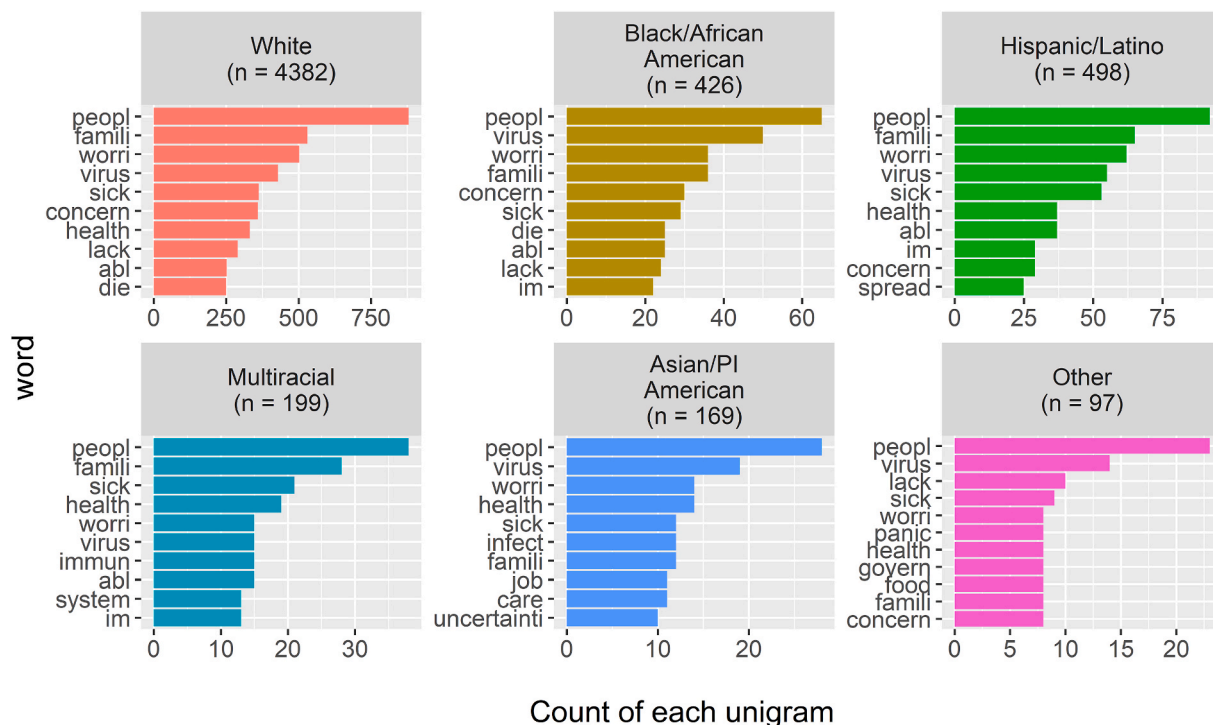 White
(n = 4382)
peopl
famili
worri
virus
sick
concern
health
lack
abl
die
0 250 500 750
Black/African
American
(n = 426)
peopl
virus
worri
famili
concern
sick
die
abl
lack
im
0 20 40 60
Hispanic/Latino
(n = 498)
peopl
famili
worri
virus
sick
health
abl
im
concern
spread
0 25 50 75
word
Multiracial
(n = 199)
peopl
famili
sick
health
worri
virus
immun
abl
system
im
0 10 20 30
Asian/PI
American
(n = 169)
peopl
virus
worri
health
sick
infect
famili
job
care
uncertainti
0 10 20
Other
(n = 97)
peopl
virus
lack
sick
worri
panic
health
govern
food
famili
concern
0 5 10 15 20
Count of each unigram